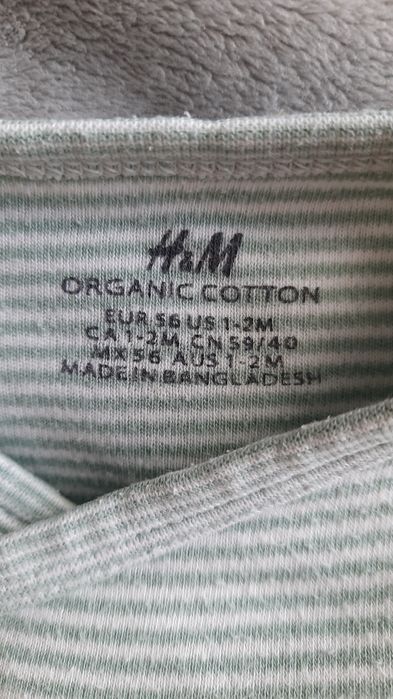 H&M
ORGANIC COTTON
EUR 56 US 1-2M
CA 1-2M CN 59/40
MX 56 AUS 1-2M
MADE IN BANGLADESH